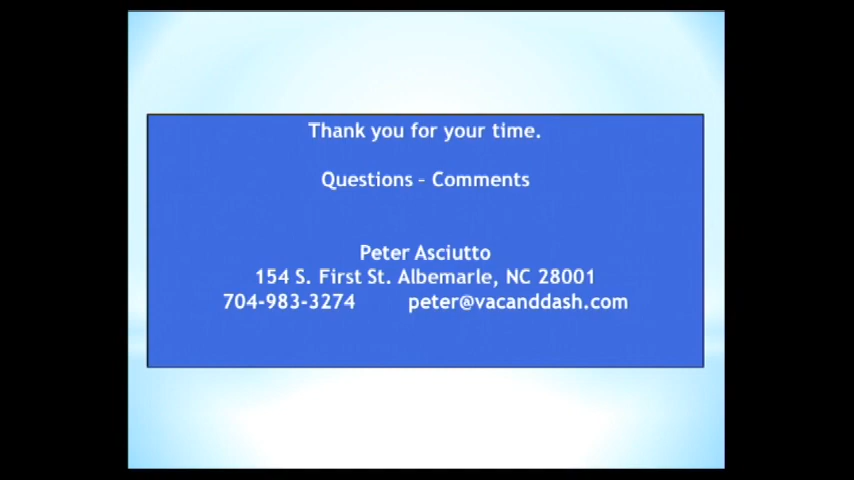 Thank you for your time.
Questions – Comments
Peter Asciutto
154 S. First St. Albemarle, NC 28001
704-983-3274 peter@vacanddash.com